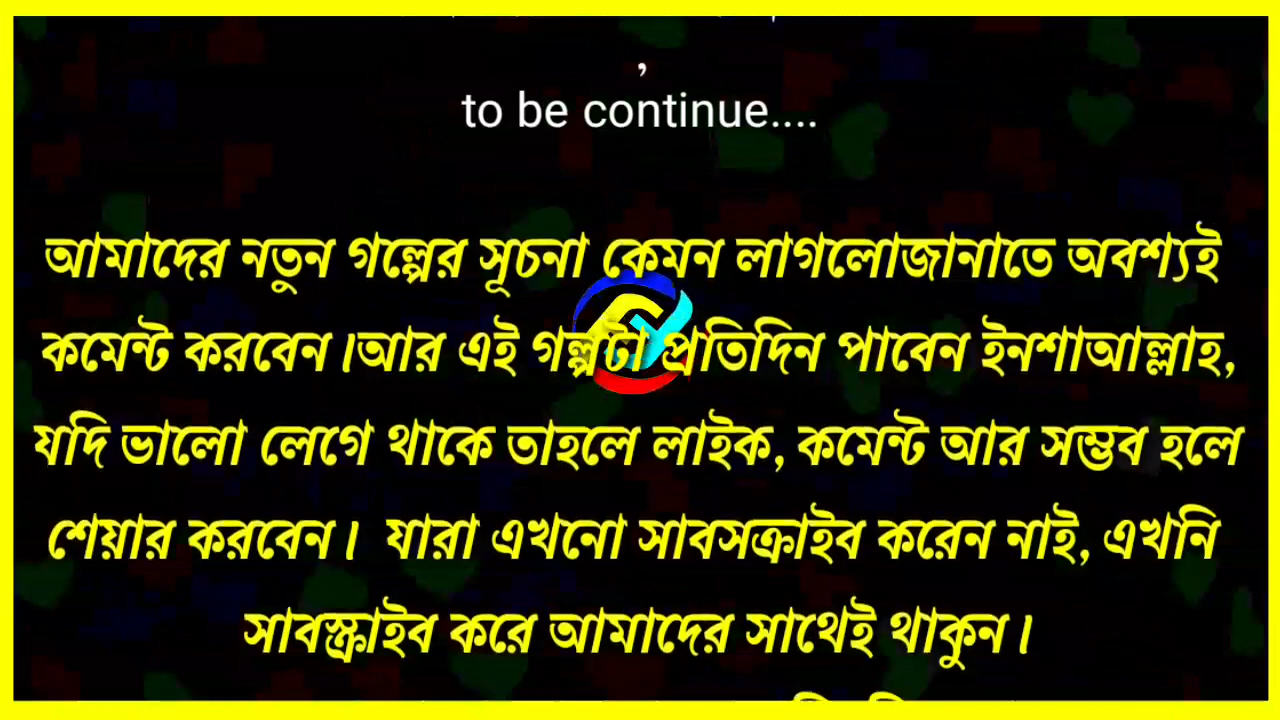 ,
to be continue....
আমাদের নতুন গল্পের সূচনা কেমন লাগলোজানাতে অবশ্যই
কমেন্ট করবেন।আর এই গল্পটা প্রতিদিন পাবেন ইনশাআল্লাহ,
যদি ভালো লেগে থাকে তাহলে লাইক, কমেন্ট আর সম্ভব হলে
শেয়ার করবেন। যারা এখনো সাবসক্রাইব করেন নাই, এখনি
সাবস্ক্রাইব করে আমাদের সাথেই থাকুন।